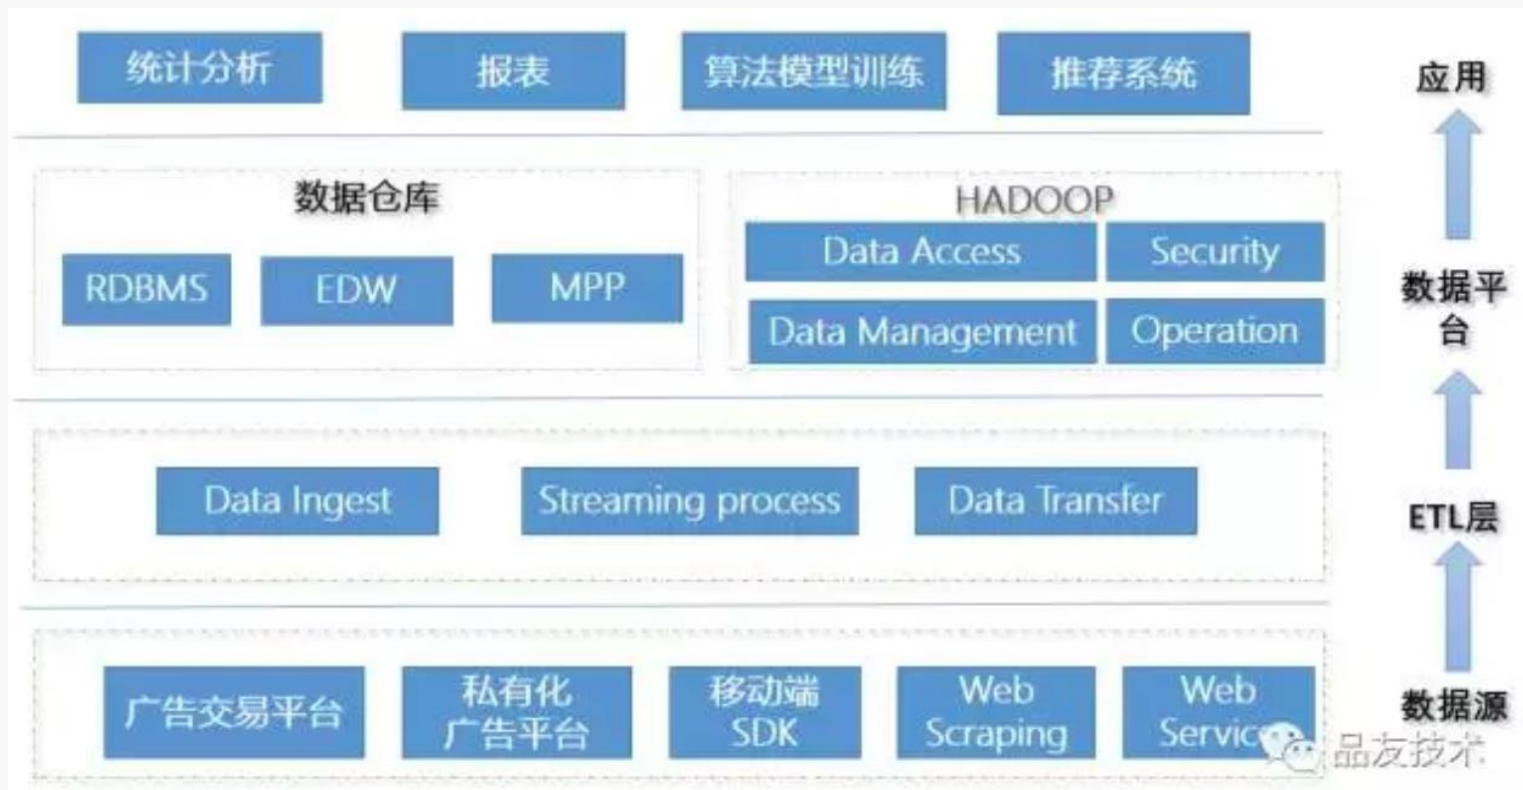 统计分析
报表
算法模型训练
推荐系统
应用
数据仓库
RDBMS
EDW
MPP
HADOOP
Data Access
Security
Data Management
Operation
数据平
台
Data Ingest
Streaming process
Data Transfer
ETL层
广告交易平台
私有化
广告平台
移动端
SDK
Web
Scraping
Web
Service
数据源
品友技术